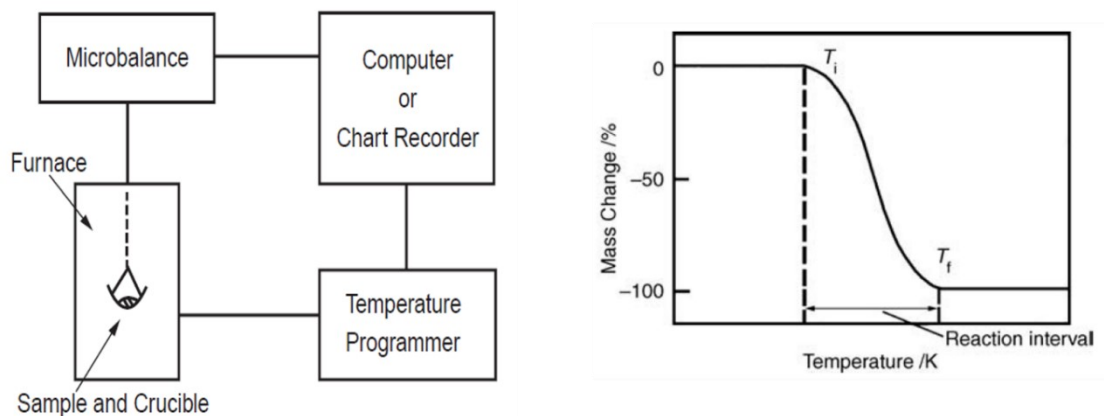 Microbalance
Computer
or
Chart Recorder
Furnace
Temperature
Programmer
Sample and Crucible
Mass Change /%
0
−50
−100
Ti
Tf
Reaction interval
Temperature /K